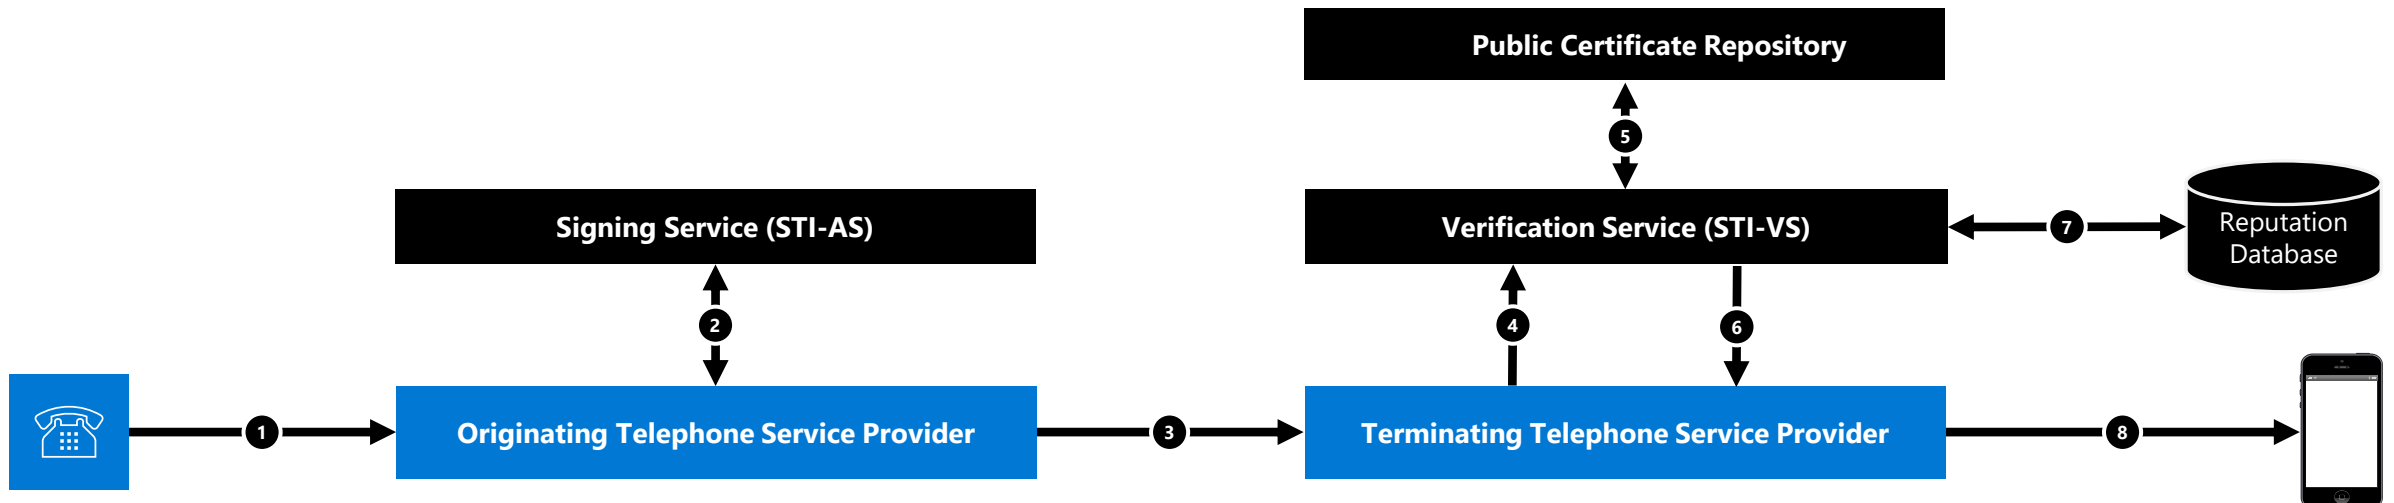 Public Certificate Repository
5
Signing Service (STI-AS)
Verification Service (STI-VS)
7
Reputation
Database
2
4
6
1
Originating Telephone Service Provider
3
Terminating Telephone Service Provider
8